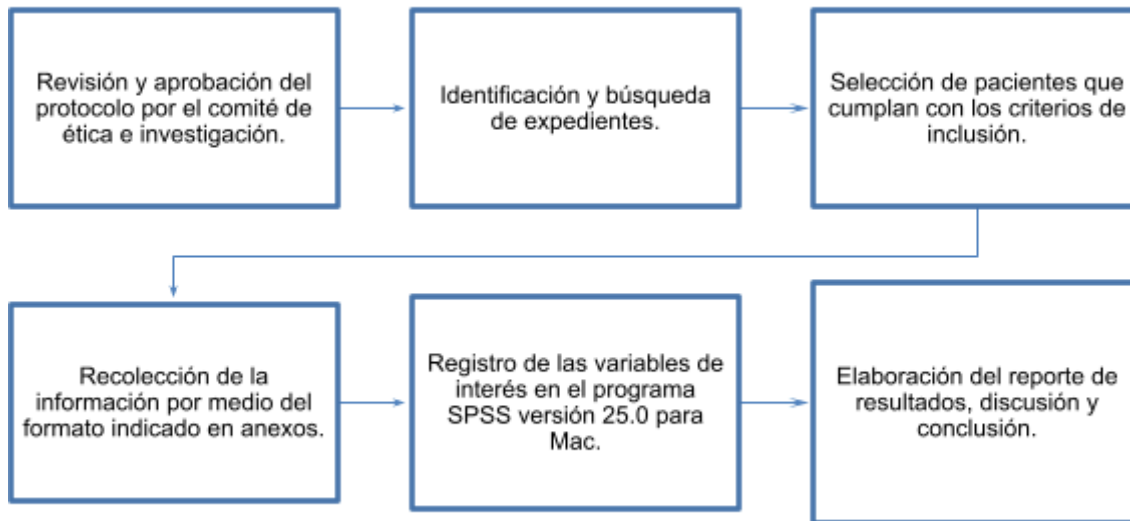 Revisión y aprobación del
protocolo por el comité de
ética e investigación.
Identificación y búsqueda
de expedientes.
Selección de pacientes que
cumplan con los criterios de
inclusión.
Recolección de la
información por medio del
formato indicado en anexos.
Registro de las variables de
interés en el programa
SPSS versión 25.0 para
Mac.
Elaboración del reporte de
resultados, discusión y
conclusión.